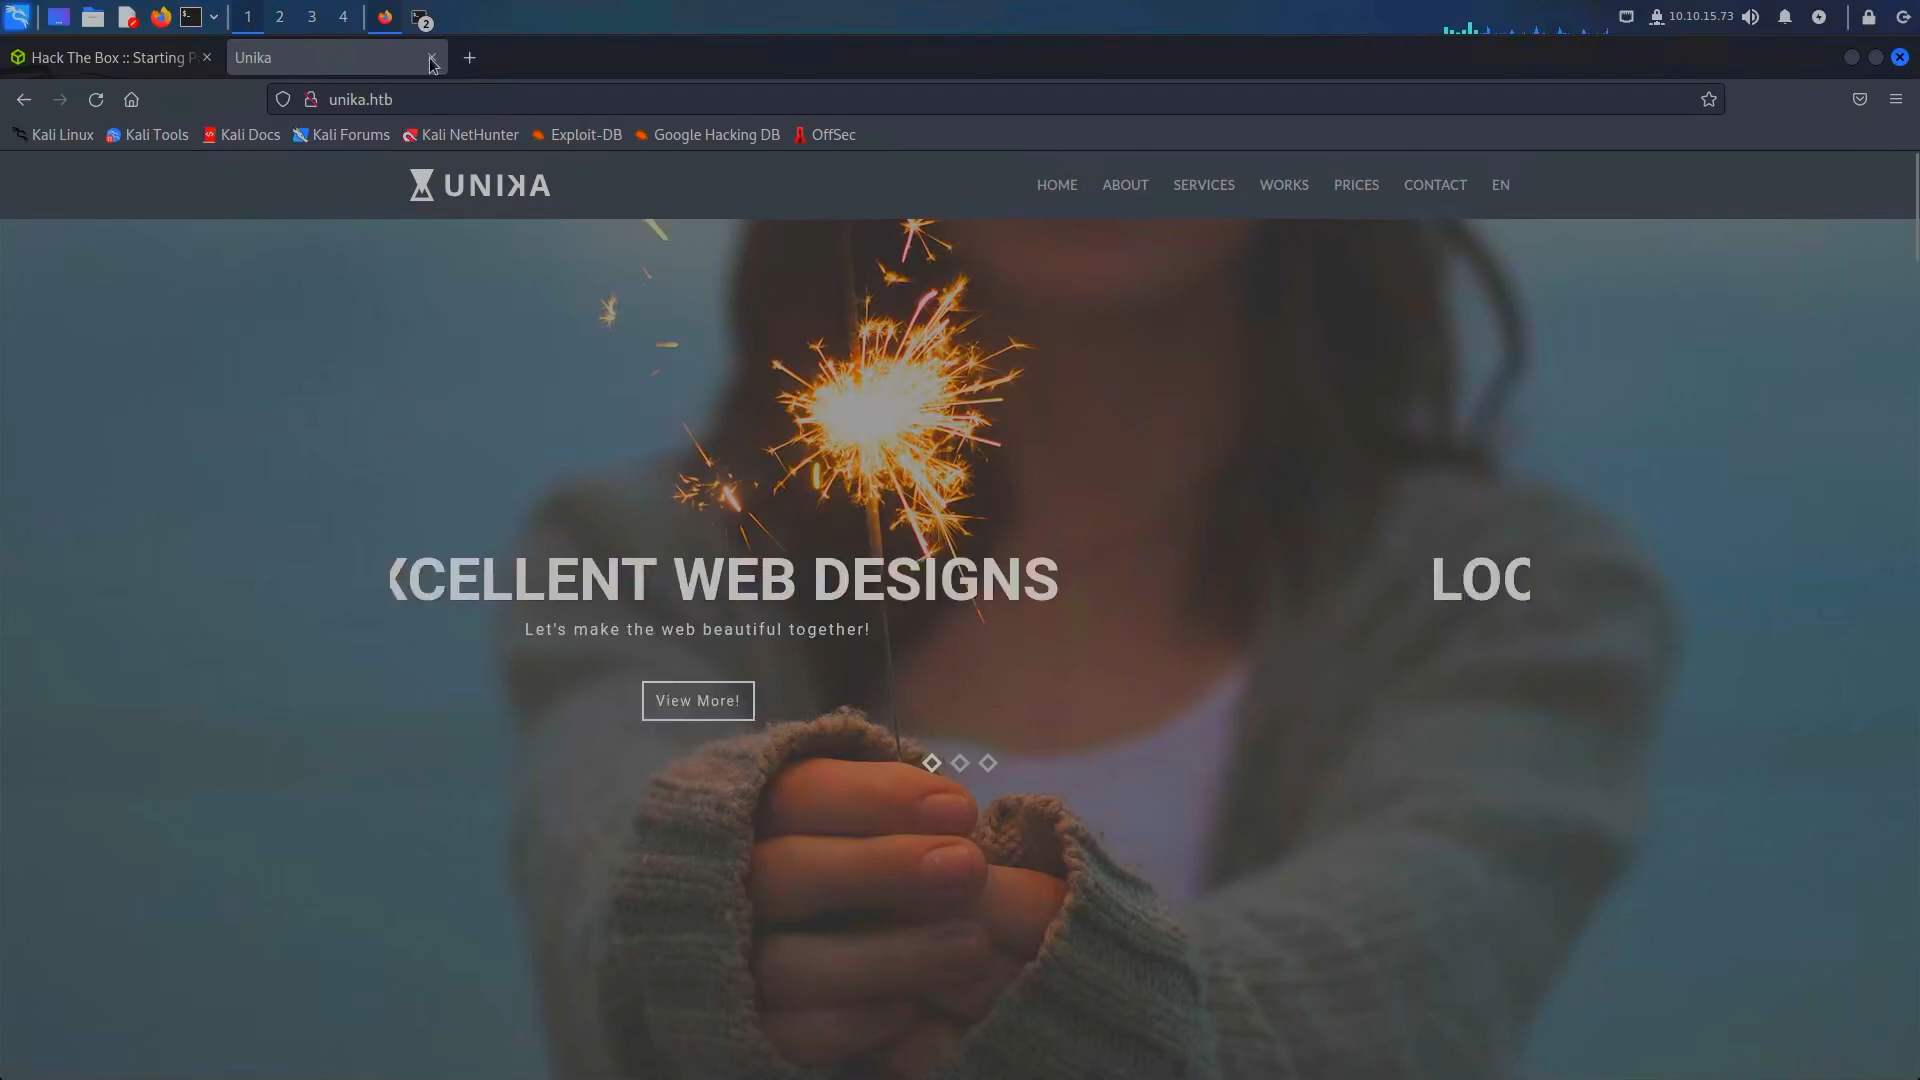 1 2 3 4 2 10.10.15.73
Hack The Box :: Starting P
Unika
unika.htb
Kali Linux Kali Tools Kali Docs Kali Forums Kali NetHunter Exploit-DB Google Hacking DB OffSec
UNIKA HOME ABOUT SERVICES WORKS PRICES CONTACT EN
XCELLENT WEB DESIGNS LOO
Let's make the web beautiful together!
View More!